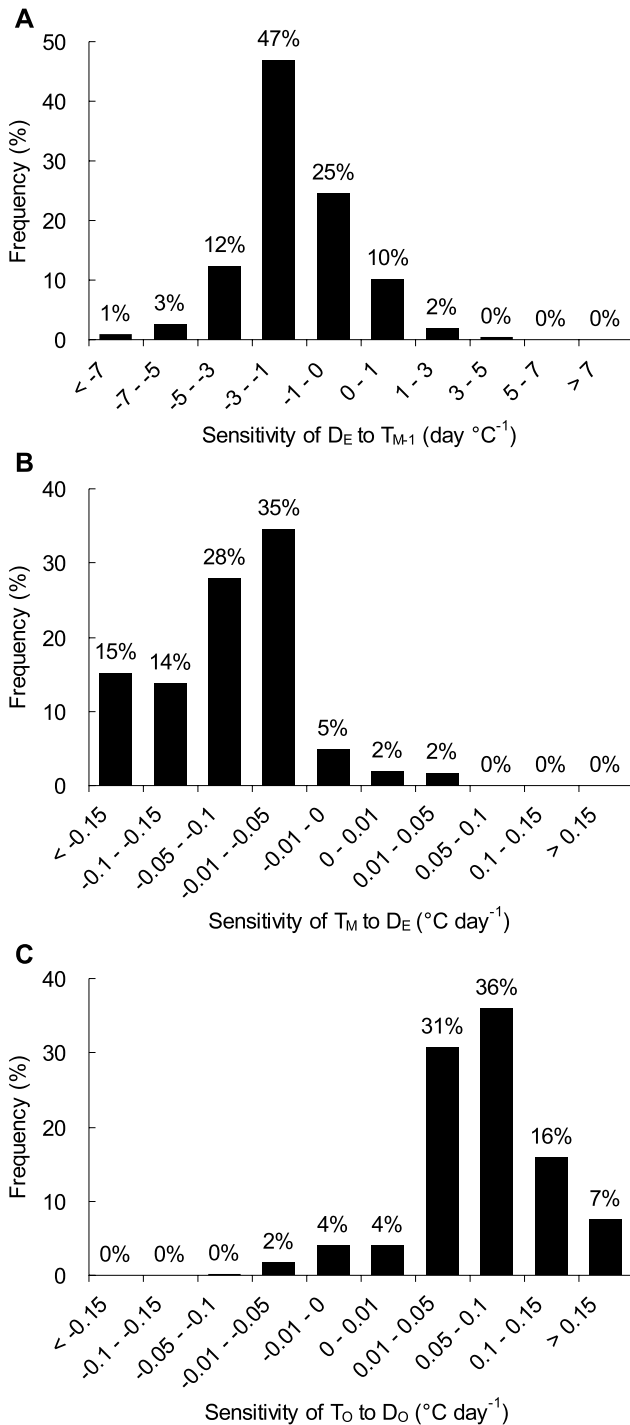 A
50
40
30
20
10
0
Frequency (%)
1%
3%
12%
47%
25%
10%
2%
0%
0%
0%
< -7
-7 - -5
-5 - -3
-3 - -1
-1 - 0
0 - 1
1 - 3
3 - 5
5 - 7
> 7
Sensitivity of D_E to T_M-1 (day °C⁻¹)
B
40
30
20
10
0
Frequency (%)
15%
14%
28%
35%
5%
2%
2%
0%
0%
0%
< -0.15
-0.1 - -0.15
-0.05 - -0.1
-0.01 - -0.05
-0.01 - 0
0 - 0.01
0.01 - 0.05
0.05 - 0.1
0.1 - 0.15
> 0.15
Sensitivity of T_M to D_E (°C day⁻¹)
C
40
30
20
10
0
Frequency (%)
0%
0%
0%
2%
4%
4%
31%
36%
16%
7%
< -0.15
-0.1 - -0.15
-0.05 - -0.1
-0.01 - -0.05
-0.01 - 0
0 - 0.01
0.01 - 0.05
0.05 - 0.1
0.1 - 0.15
> 0.15
Sensitivity of T_O to D_O (°C day⁻¹)